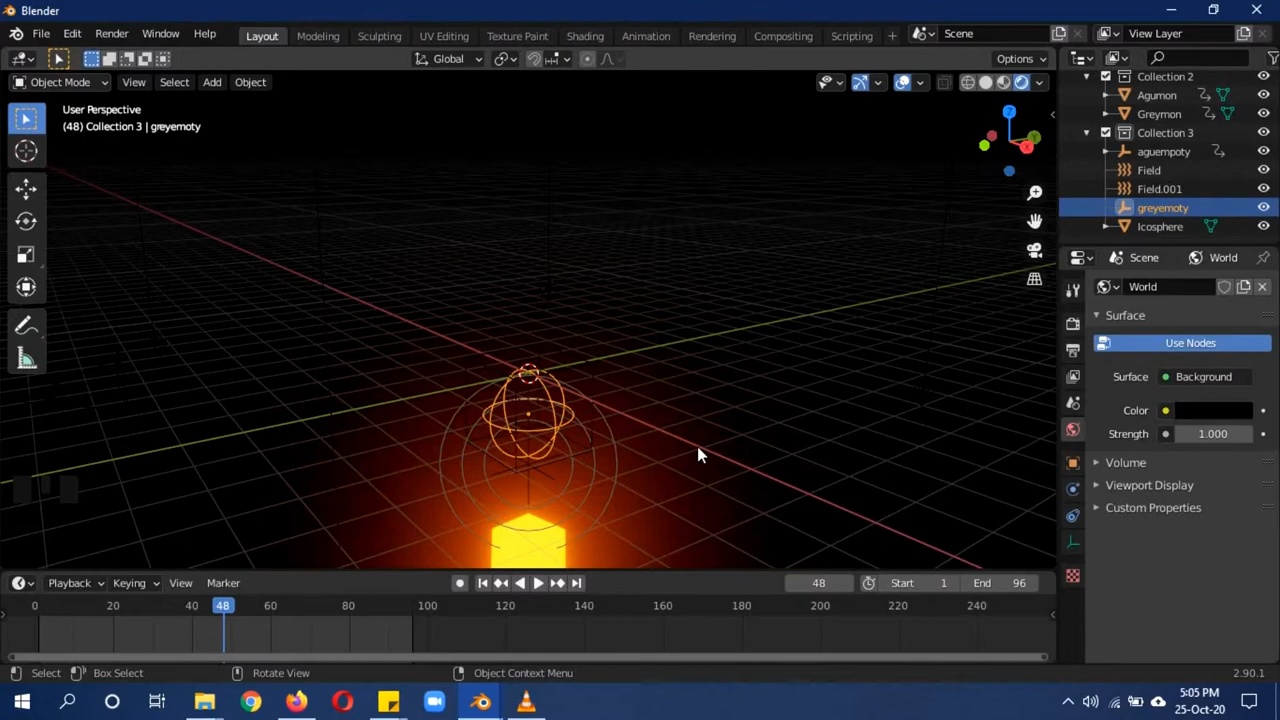 Blender
File Edit Render Window Help
Layout Modeling Sculpting UV Editing Texture Paint Shading Animation Rendering Compositing Scripting +
Scene
View Layer
Global
Options
Object Mode View Select Add Object
User Perspective
(48) Collection 3 | greyemoty
Z
Y
X
Collection 2
Agumon
Greymon
Collection 3
aguempoty
Field
Field.001
greyemoty
Icosphere
Scene World
World
Surface
Use Nodes
Surface Background
Color
Strength 1.000
Volume
Viewport Display
Custom Properties
Playback Keying View Marker
48 Start 1 End 96
0 20 40 48 60 80 100 120 140 160 180 200 220 240
Select Box Select Rotate View Object Context Menu 2.90.1
5:05 PM
25-Oct-20